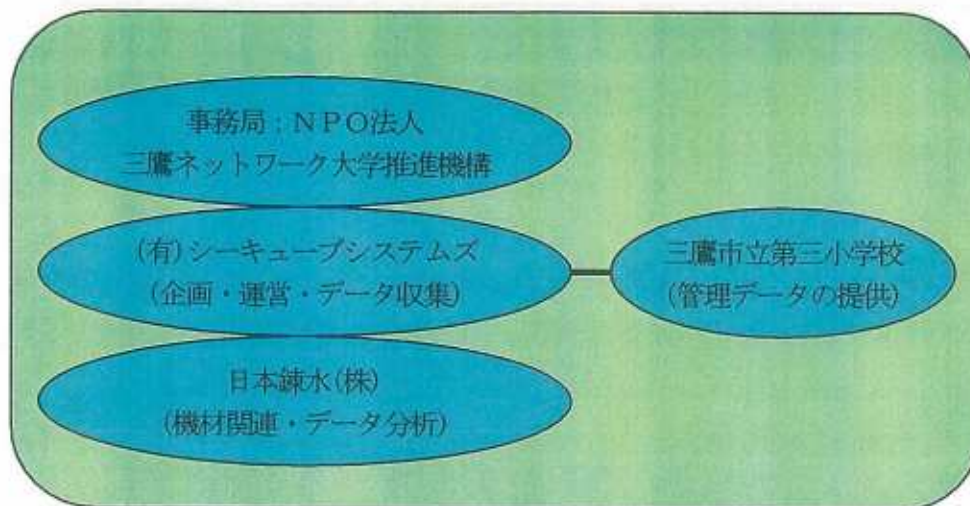 事務局：ＮＰＯ法人
三鷹ネットワーク大学推進機構
(有)シーキューブシステムズ
(企画・運営・データ収集)
三鷹市立第三小学校
(管理データの提供)
日本錬水(株)
(機材関連・データ分析)